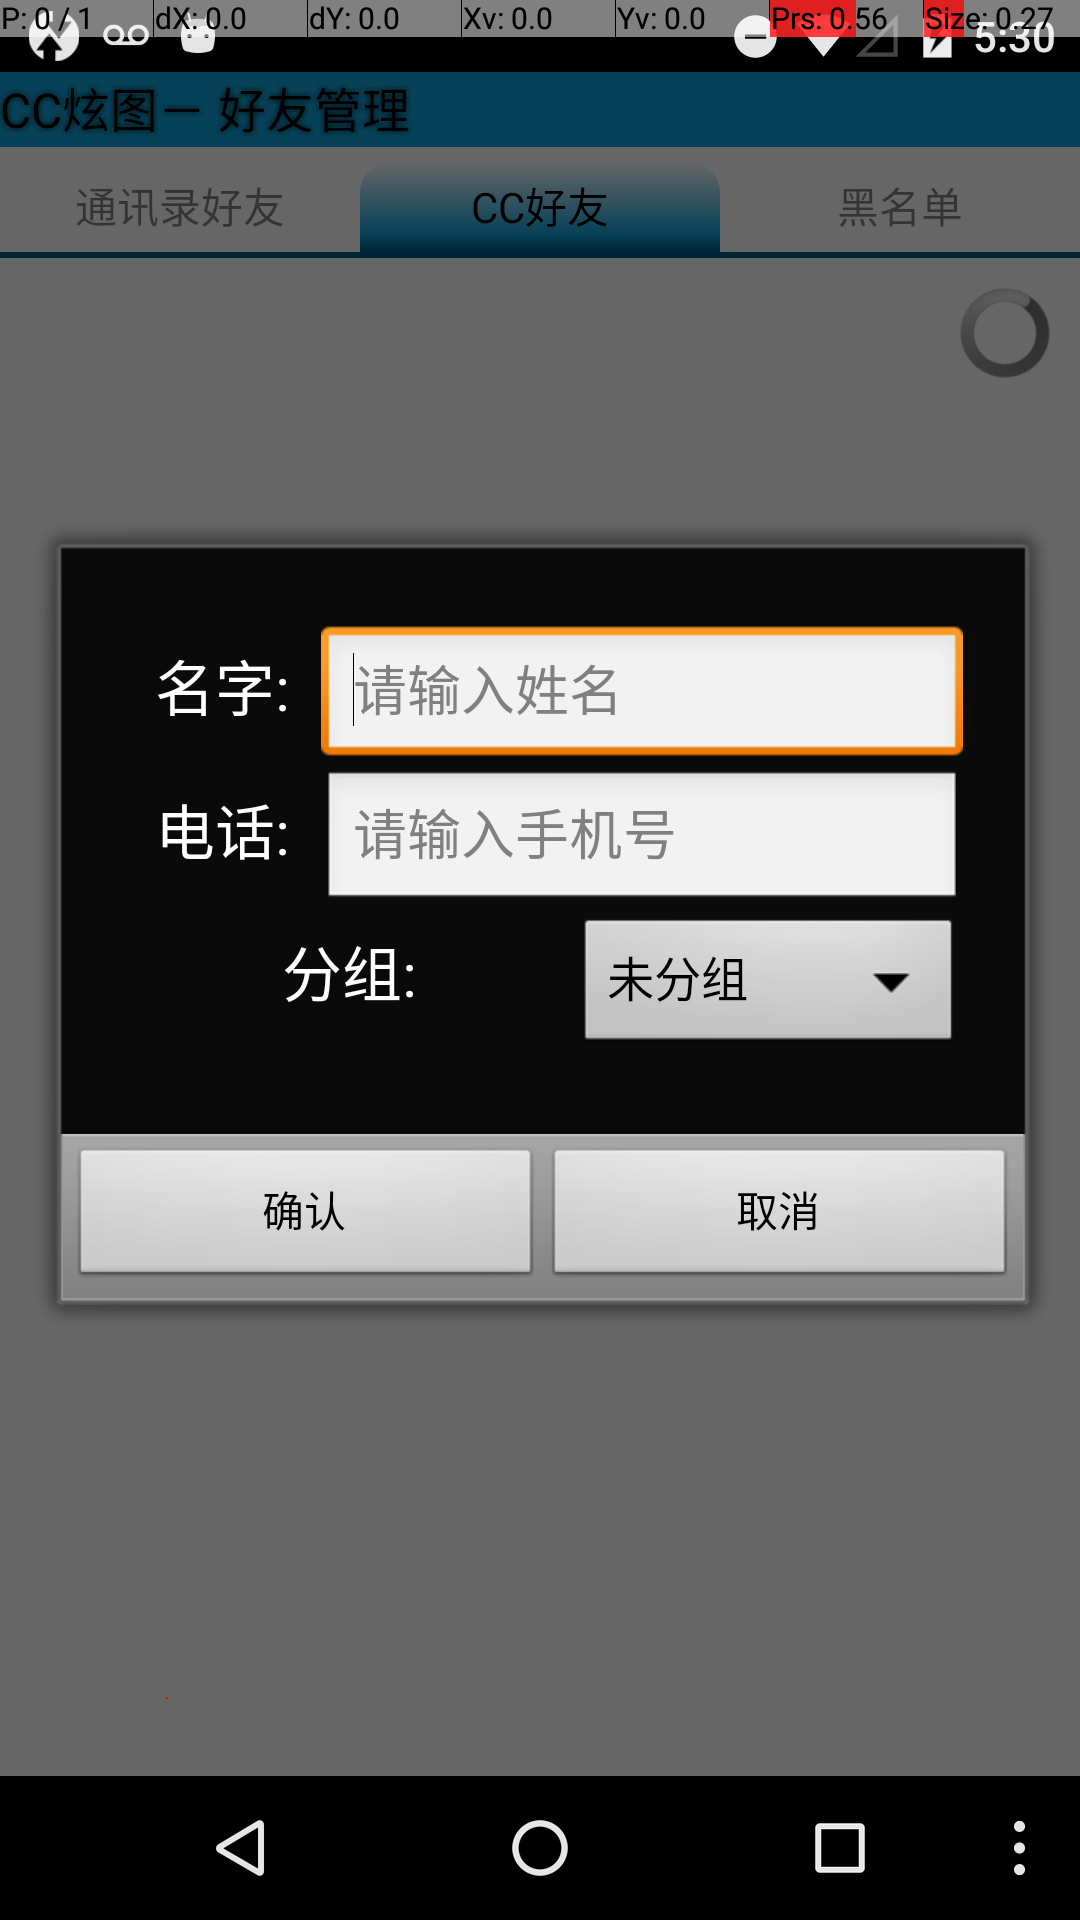 P: 0 / 1 dX: 0.0 dY: 0.0 Xv: 0.0 Yv: 0.0 Prs: 0.56 Size: 0.27
5:30
CC炫图－ 好友管理
通讯录好友 CC好友 黑名单
名字: 请输入姓名
电话: 请输入手机号
分组: 未分组
确认 取消